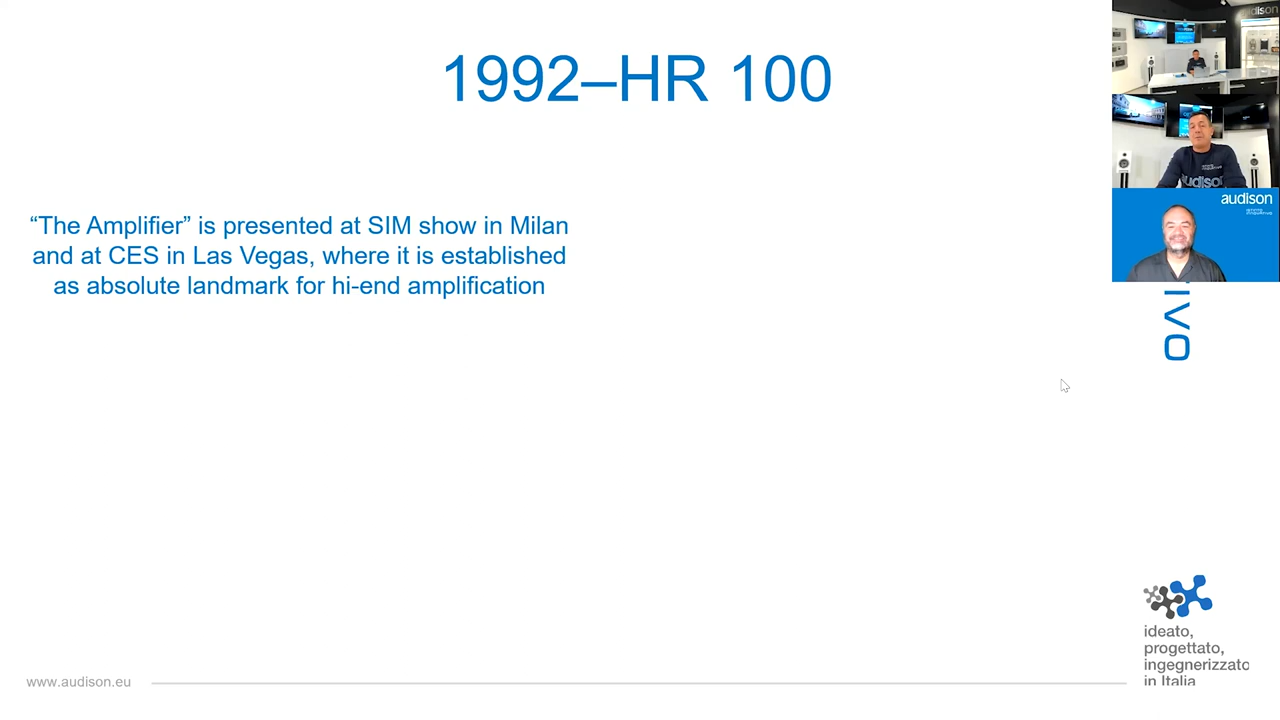 1992–HR 100
“The Amplifier” is presented at SIM show in Milan
and at CES in Las Vegas, where it is established
as absolute landmark for hi-end amplification
audison
audison
IVO
ideato,
progettato,
ingegnerizzato
in Italia
www.audison.eu